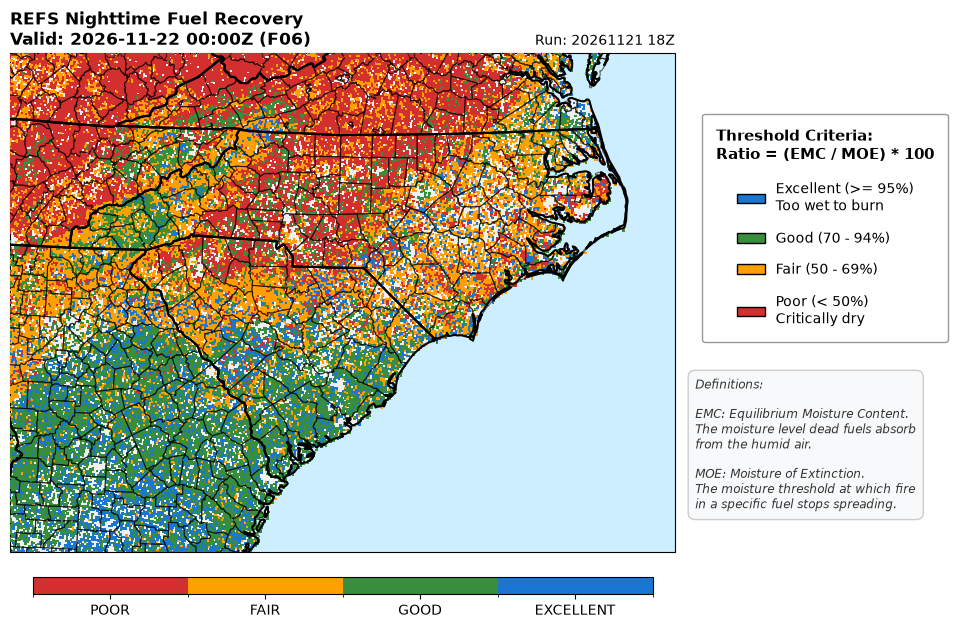 REFS Nighttime Fuel Recovery
Valid: 2026-11-22 00:00Z (F06)
Run: 20261121 18Z
Threshold Criteria:
Ratio = (EMC / MOE) * 100
Excellent (>= 95%)
Too wet to burn
Good (70 - 94%)
Fair (50 - 69%)
Poor (< 50%)
Critically dry
Definitions:
EMC: Equilibrium Moisture Content.
The moisture level dead fuels absorb
from the humid air.
MOE: Moisture of Extinction.
The moisture threshold at which fire
in a specific fuel stops spreading.
POOR
FAIR
GOOD
EXCELLENT